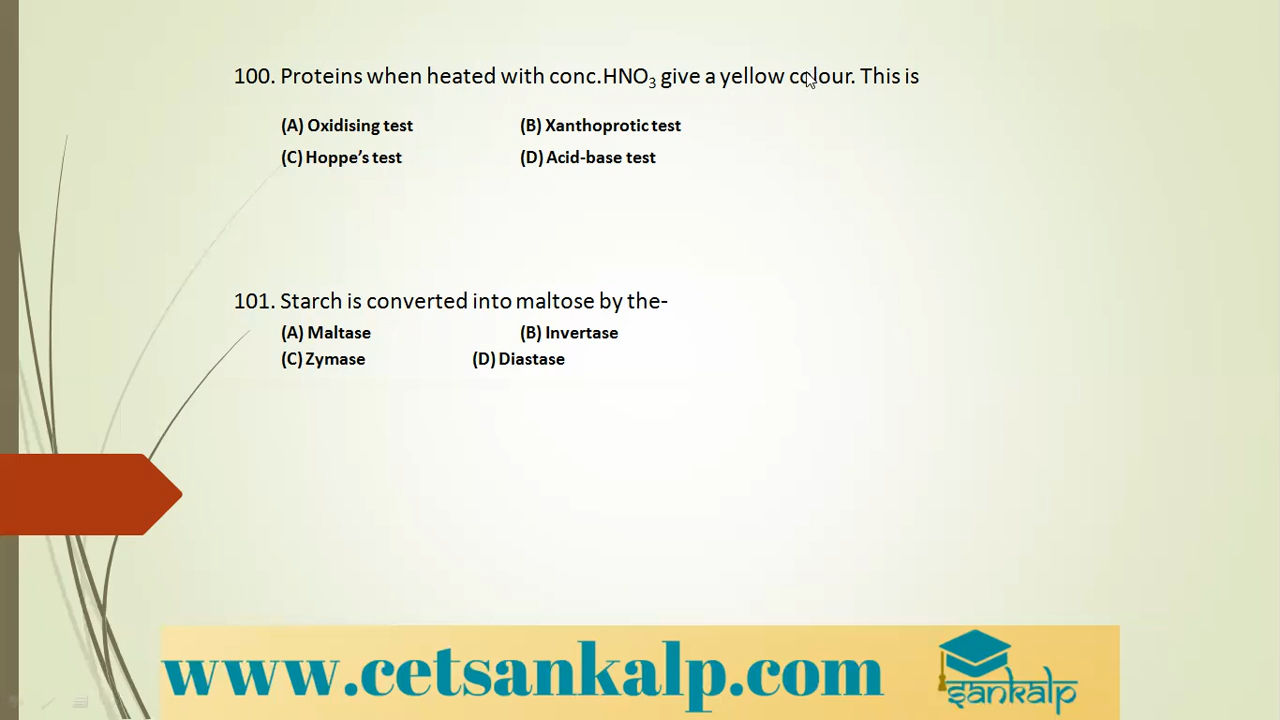 100. Proteins when heated with conc.HNO₃ give a yellow colour. This is
(A) Oxidising test (B) Xanthoprotic test
(C) Hoppe's test (D) Acid-base test
101. Starch is converted into maltose by the-
(A) Maltase (B) Invertase
(C) Zymase (D) Diastase
www.cetsankalp.com
sankalp